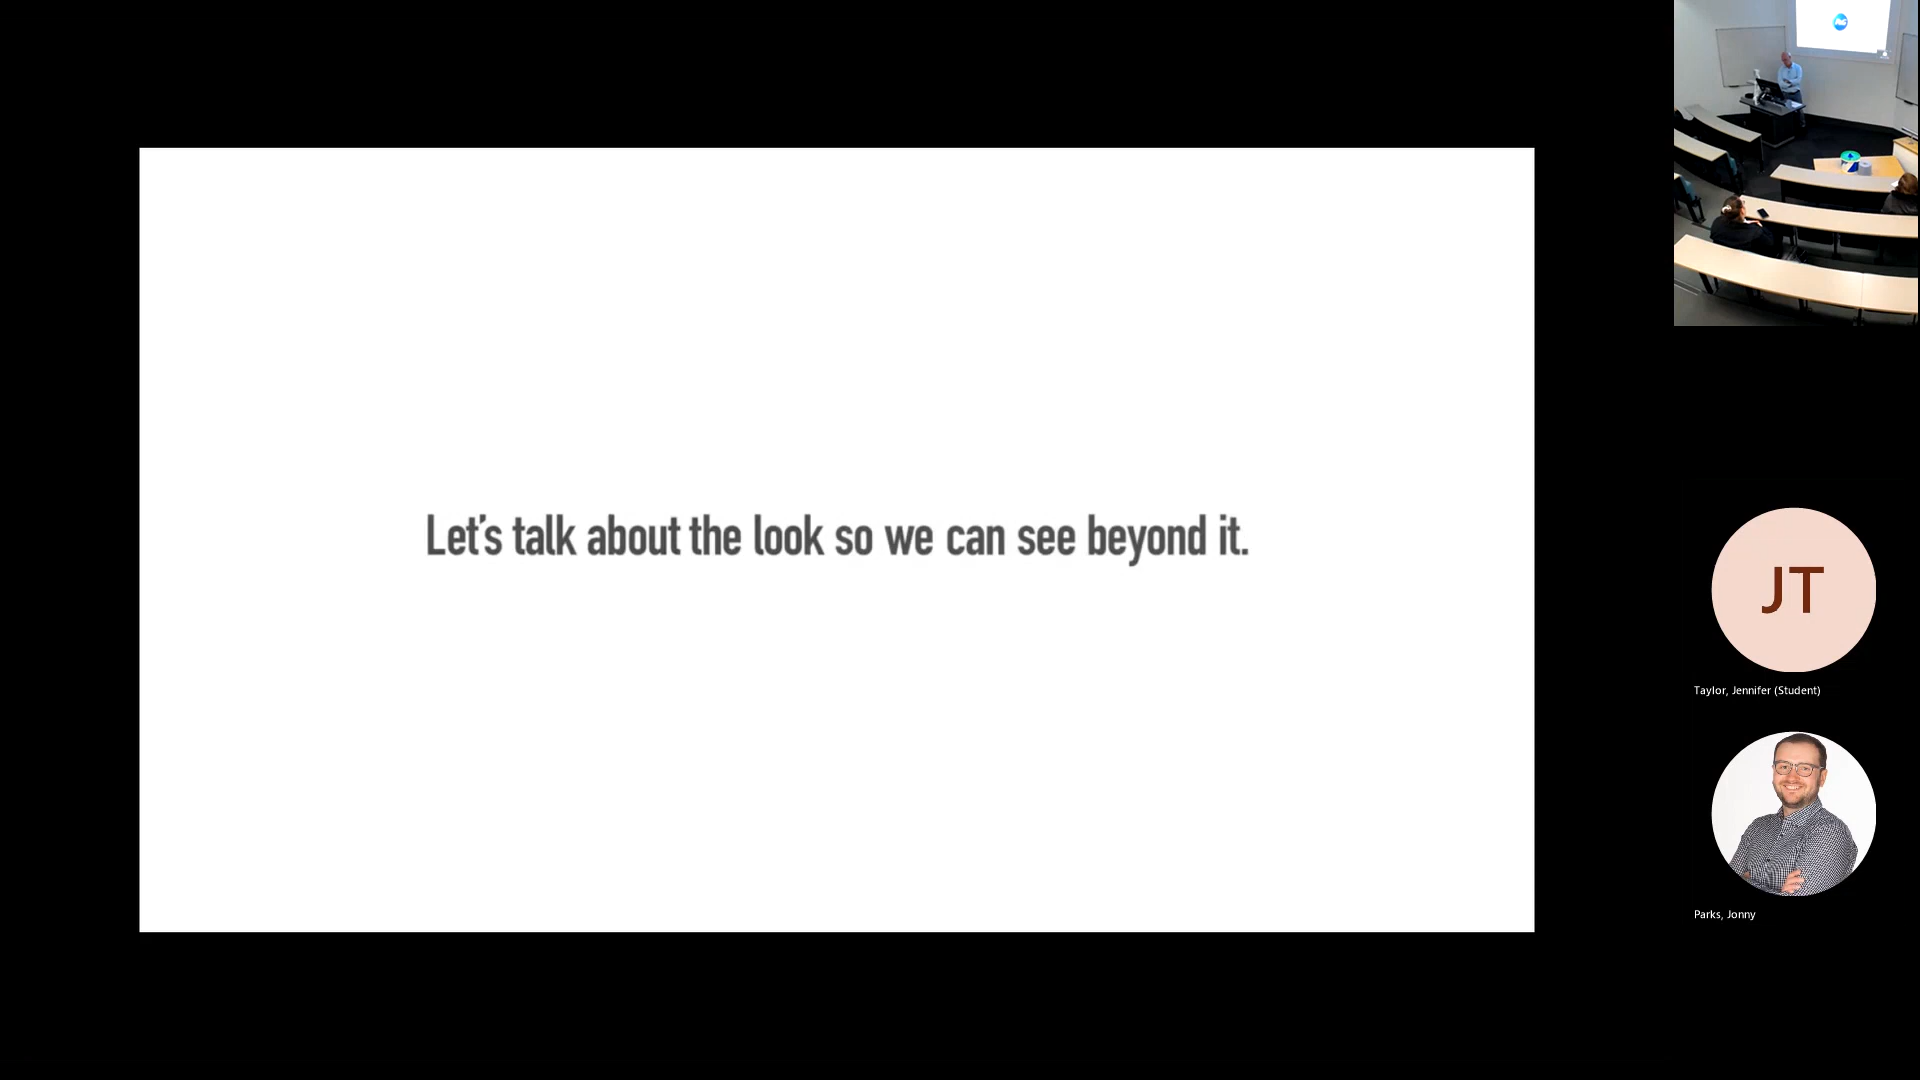 Let's talk about the look so we can see beyond it.
JT
Taylor, Jennifer (Student)
Parks, Jonny